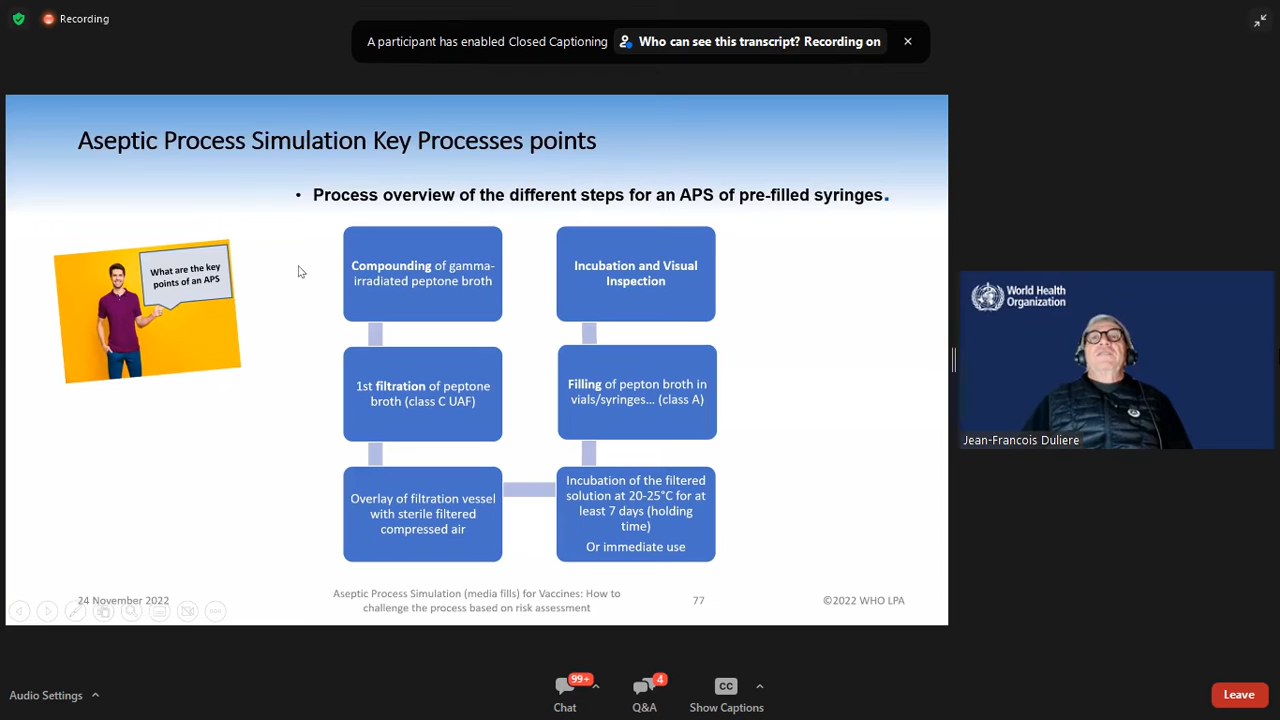 Recording
A participant has enabled Closed Captioning
Who can see this transcript? Recording on
Aseptic Process Simulation Key Processes points
• Process overview of the different steps for an APS of pre-filled syringes.
What are the key
points of an APS
Compounding of gamma-
irradiated peptone broth
1st filtration of peptone
broth (class C UAF)
Overlay of filtration vessel
with sterile filtered
compressed air
Incubation of the filtered
solution at 20-25°C for at
least 7 days (holding
time)
Or immediate use
Filling of pepton broth in
vials/syringes... (class A)
Incubation and Visual
Inspection
World Health
Organization
Jean-Francois Duliere
24 November 2022
Aseptic Process Simulation (media fills) for Vaccines: How to
challenge the process based on risk assessment
77
©2022 WHO LPA
Audio Settings
99+
Chat
4
Q&A
CC
Show Captions
Leave